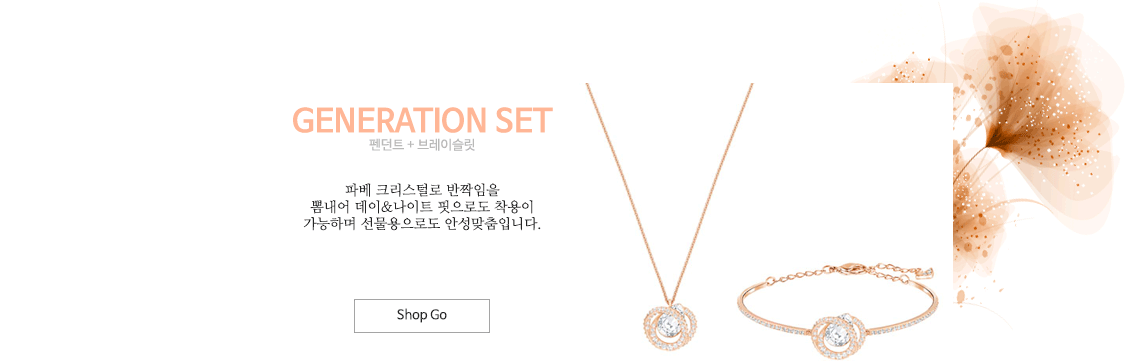 GENERATION SET
펜던트 + 브레이슬릿
파베 크리스털로 반짝임을
뽐내어 데이&나이트 핏으로도 착용이
가능하며 선물용으로도 안성맞춤입니다.
Shop Go